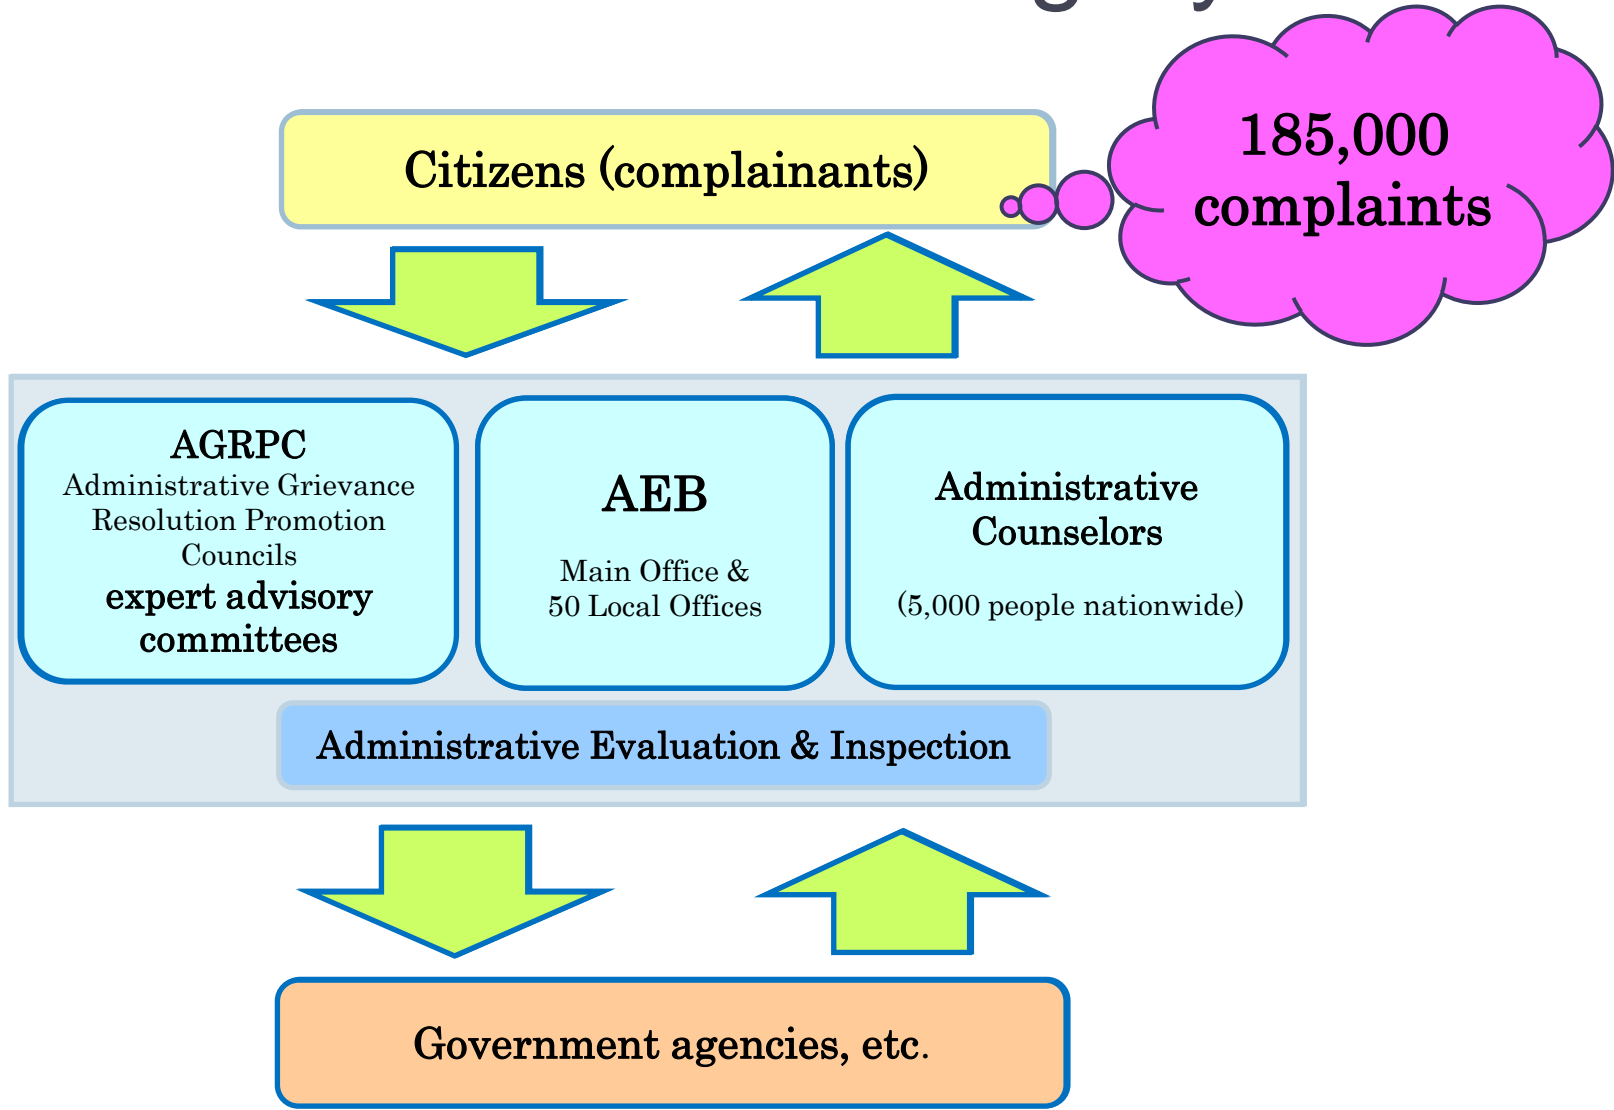 Citizens (complainants)
185,000
complaints
AGRPC
Administrative Grievance
Resolution Promotion
Councils
expert advisory
committees
AEB
Main Office &
50 Local Offices
Administrative
Counselors
(5,000 people nationwide)
Administrative Evaluation & Inspection
Government agencies, etc.